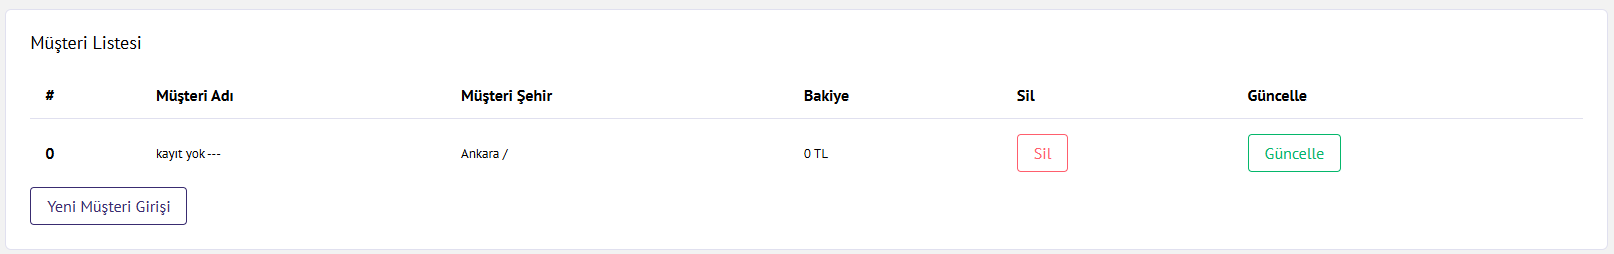 Müşteri Listesi
# Müşteri Adı Müşteri Şehir Bakiye Sil Güncelle
0 kayıt yok --- Ankara / 0 TL Sil Güncelle
Yeni Müşteri Girişi